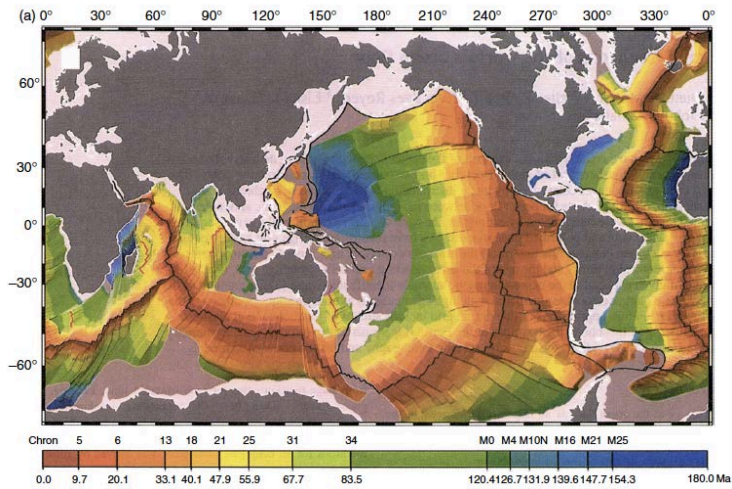 (a) 0° 30° 60° 90° 120° 150° 180° 210° 240° 270° 300° 330° 0°
60°
30°
0°
−30°
−60°
Chron 5 6 13 18 21 25 31 34 M0 M4 M10N M16 M21 M25
0.0 9.7 20.1 33.1 40.1 47.9 55.9 67.7 83.5 120.4 126.7 131.9 139.6 147.7 154.3 180.0 Ma